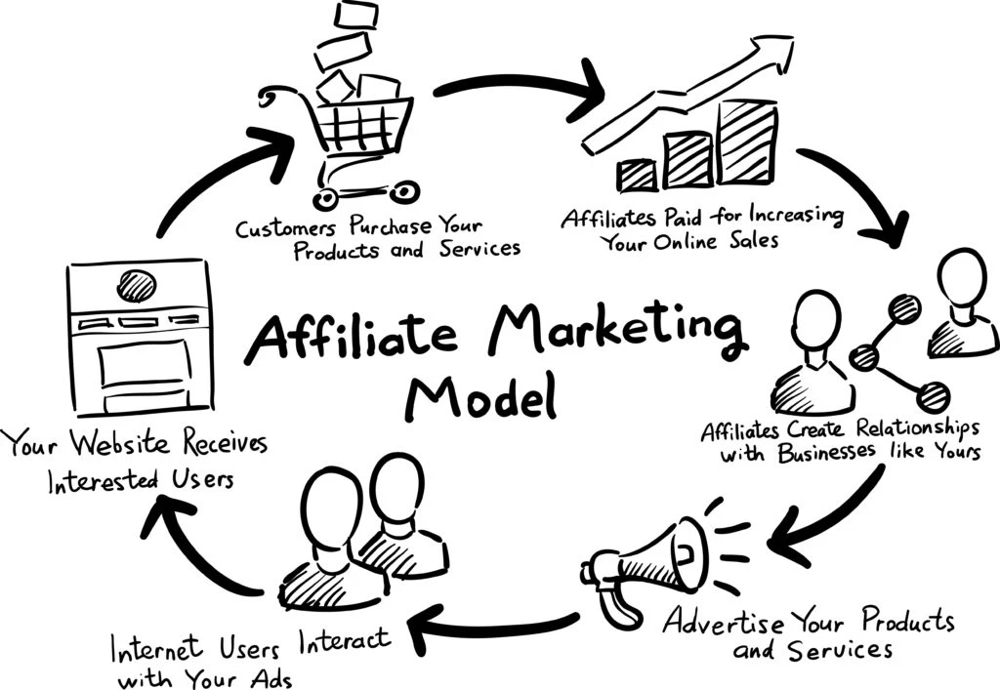 Customers Purchase Your
Products and Services
Affiliates Paid for Increasing
Your Online Sales
Affiliate Marketing
Model
Affiliates Create Relationships
with Businesses like Yours
Your Website Receives
Interested Users
Advertise Your Products
and Services
Internet Users Interact
with Your Ads